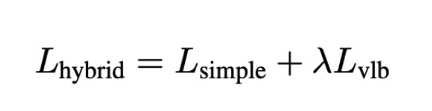 L_hybrid = L_simple + λL_vlb